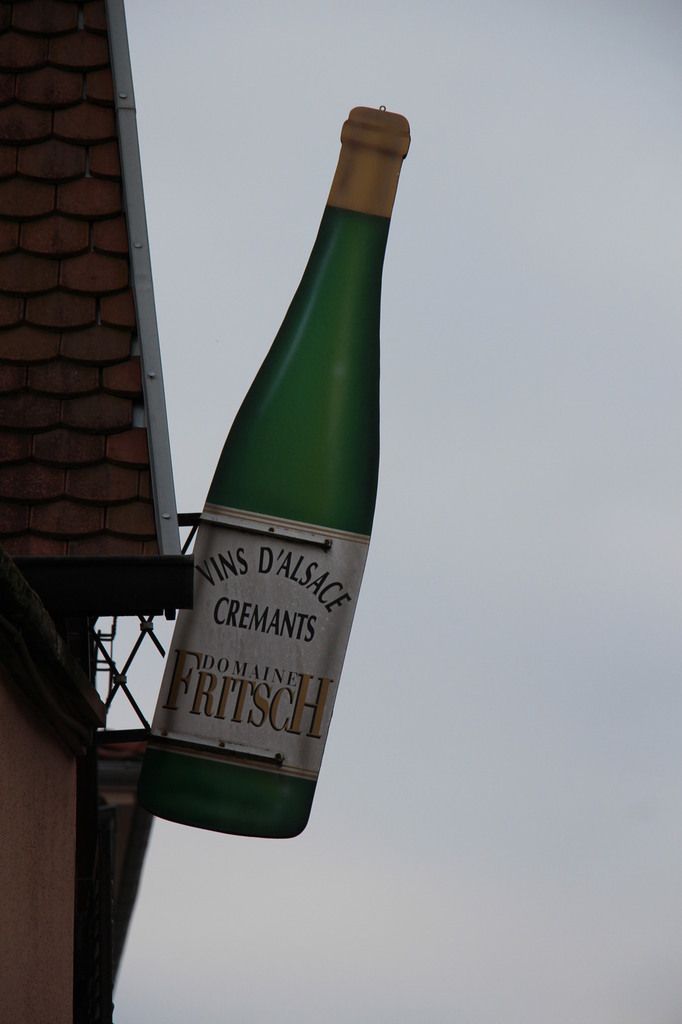 VINS D'ALSACE
CREMANTS
DOMAINE
FRITSCH